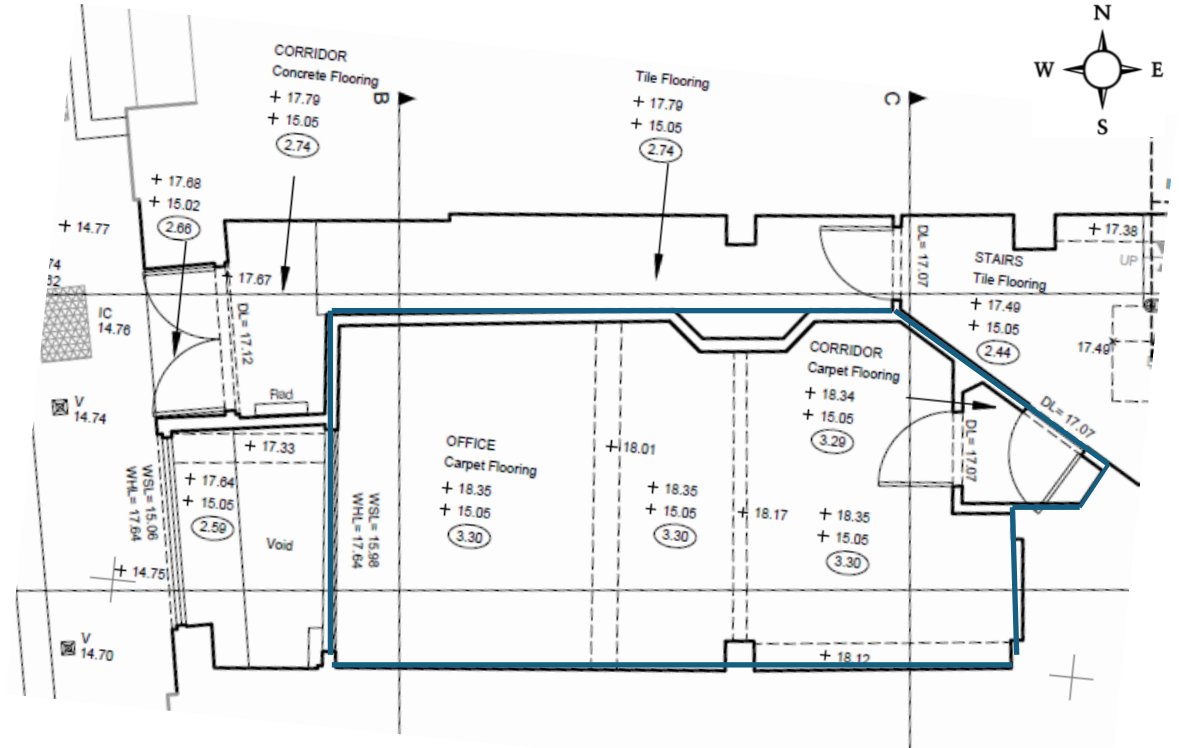 N
W E
S
CORRIDOR
Concrete Flooring
+ 17.79
+ 15.05
2.74
B
Tile Flooring
+ 17.79
+ 15.05
2.74
C
+ 17.68
+ 15.02
2.66
+ 14.77
+ 17.67
DL= 17.12
IC
14.76
V
14.74
Rad
DL= 17.07
+ 17.38
UP
STAIRS
Tile Flooring
+ 17.49
+ 15.05
2.44
17.49
CORRIDOR
Carpet Flooring
+ 18.34
+ 15.05
3.29
DL= 17.07
DL= 17.07
+ 17.33
+ 17.64
+ 15.05
2.59
Void
WSL= 15.06
WHL= 17.64
WSL= 15.98
WHL= 17.64
OFFICE
Carpet Flooring
+ 18.35
+ 15.05
3.30
+ 18.01
+ 18.35
+ 15.05
3.30
+ 18.17
+ 18.35
+ 15.05
3.30
+ 14.75
V
14.70
+ 18.12